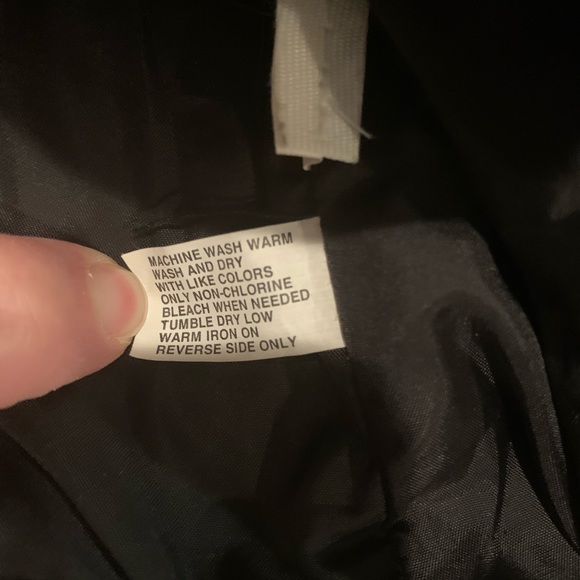 MACHINE WASH WARM
WASH AND DRY
WITH LIKE COLORS
ONLY NON-CHLORINE
BLEACH WHEN NEEDED
TUMBLE DRY LOW
WARM IRON ON
REVERSE SIDE ONLY